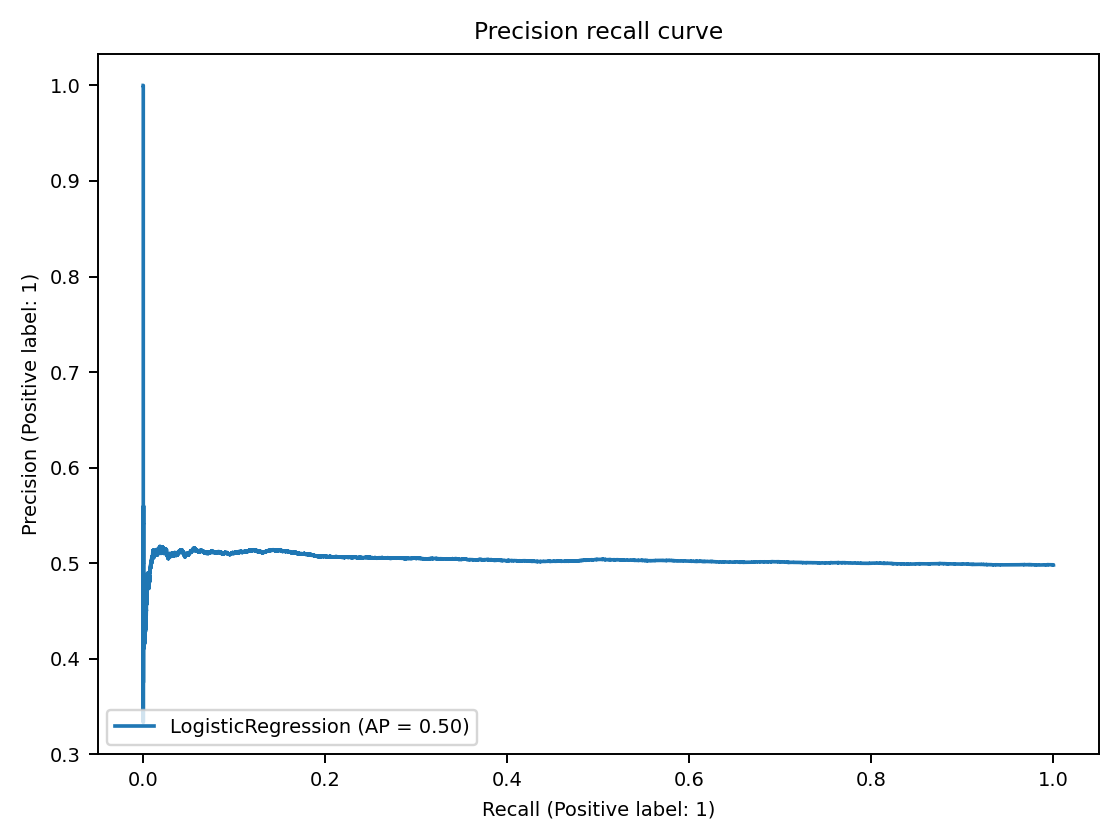 Precision recall curve
Precision (Positive label: 1)
1.0
0.9
0.8
0.7
0.6
0.5
0.4
0.3
LogisticRegression (AP = 0.50)
0.0 0.2 0.4 0.6 0.8 1.0
Recall (Positive label: 1)